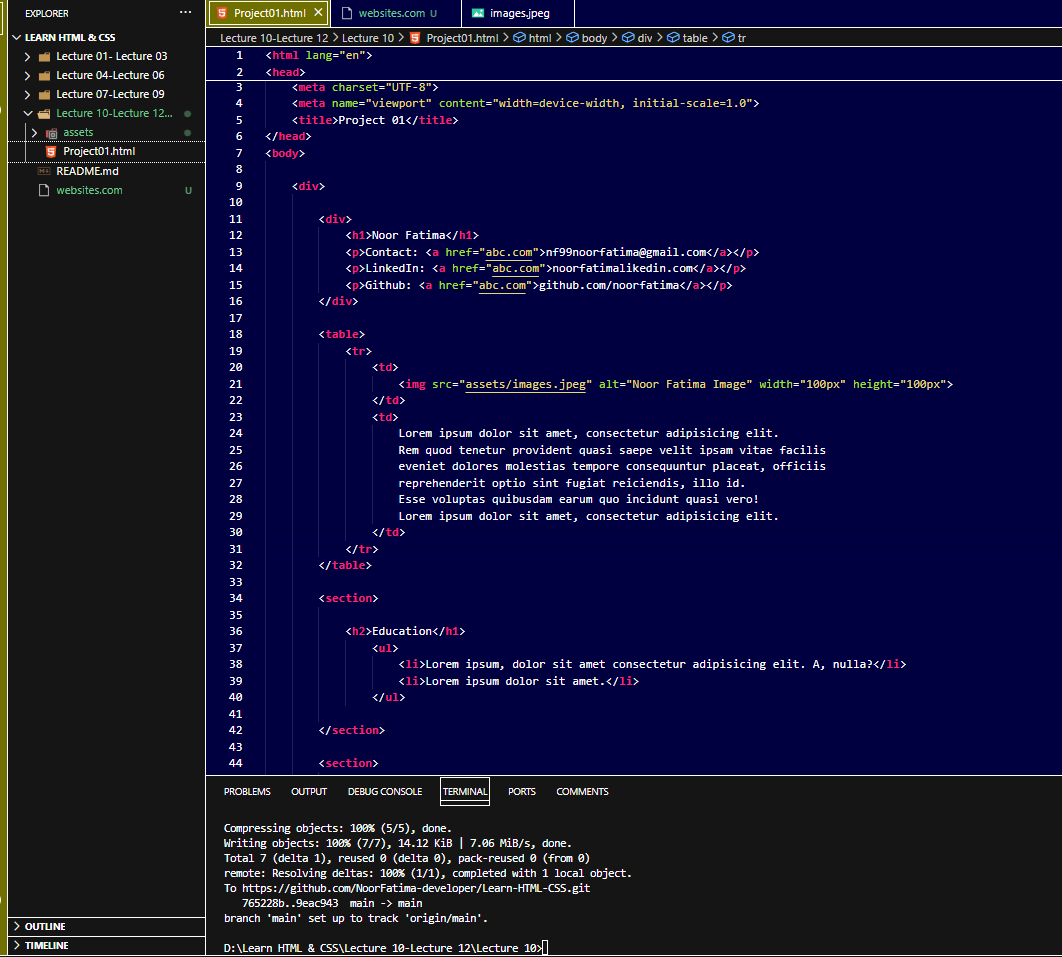 EXPLORER
LEARN HTML & CSS
Lecture 01- Lecture 03
Lecture 04-Lecture 06
Lecture 07-Lecture 09
Lecture 10-Lecture 12...
assets
Project01.html
README.md
websites.com U
OUTLINE
TIMELINE
Project01.html
websites.com U
images.jpeg
Lecture 10-Lecture 12 > Lecture 10 > Project01.html > html > body > div > table > tr
1 <html lang="en">
2 <head>
3 <meta charset="UTF-8">
4 <meta name="viewport" content="width=device-width, initial-scale=1.0">
5 <title>Project 01</title>
6 </head>
7 <body>
8
9 <div>
10
11 <div>
12 <h1>Noor Fatima</h1>
13 <p>Contact: <a href="abc.com">nf99noorfatima@gmail.com</a></p>
14 <p>LinkedIn: <a href="abc.com">noorfatimalikedin.com</a></p>
15 <p>Github: <a href="abc.com">github.com/noorfatima</a></p>
16 </div>
17
18 <table>
19 <tr>
20 <td>
21 <img src="assets/images.jpeg" alt="Noor Fatima Image" width="100px" height="100px">
22 </td>
23 <td>
24 Lorem ipsum dolor sit amet, consectetur adipisicing elit.
25 Rem quod tenetur provident quasi saepe velit ipsam vitae facilis
26 eveniet dolores molestias tempore consequuntur placeat, officiis
27 reprehenderit optio sint fugiat reiciendis, illo id.
28 Esse voluptas quibusdam earum quo incidunt quasi vero!
29 Lorem ipsum dolor sit amet, consectetur adipisicing elit.
30 </td>
31 </tr>
32 </table>
33
34 <section>
35
36 <h2>Education</h1>
37 <ul>
38 <li>Lorem ipsum, dolor sit amet consectetur adipisicing elit. A, nulla?</li>
39 <li>Lorem ipsum dolor sit amet.</li>
40 </ul>
41
42 </section>
43
44 <section>
PROBLEMS OUTPUT DEBUG CONSOLE TERMINAL PORTS COMMENTS
Compressing objects: 100% (5/5), done.
Writing objects: 100% (7/7), 14.12 KiB | 7.06 MiB/s, done.
Total 7 (delta 1), reused 0 (delta 0), pack-reused 0 (from 0)
remote: Resolving deltas: 100% (1/1), completed with 1 local object.
To https://github.com/NoorFatima-developer/Learn-HTML-CSS.git
765228b..9eac943 main -> main
branch 'main' set up to track 'origin/main'.
D:\Learn HTML & CSS\Lecture 10-Lecture 12\Lecture 10>